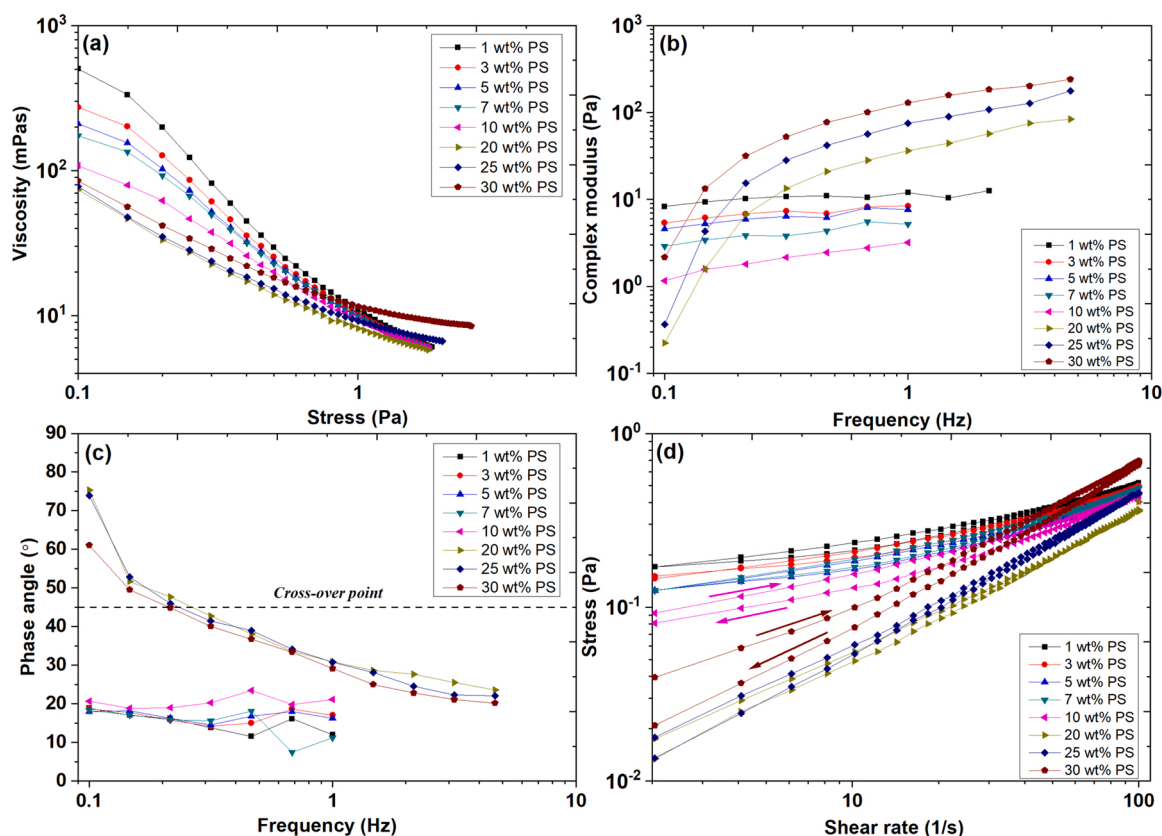 (a)
10³
10²
10¹
Viscosity (mPas)
0.1
1
Stress (Pa)
1 wt% PS
3 wt% PS
5 wt% PS
7 wt% PS
10 wt% PS
20 wt% PS
25 wt% PS
30 wt% PS
(b)
10³
10²
10¹
10⁰
10⁻¹
Complex modulus (Pa)
0.1
1
10
Frequency (Hz)
1 wt% PS
3 wt% PS
5 wt% PS
7 wt% PS
10 wt% PS
20 wt% PS
25 wt% PS
30 wt% PS
(c)
90
80
70
60
50
40
30
20
10
0
Phase angle (°)
Cross-over point
0.1
1
10
Frequency (Hz)
1 wt% PS
3 wt% PS
5 wt% PS
7 wt% PS
10 wt% PS
20 wt% PS
25 wt% PS
30 wt% PS
(d)
10⁰
10⁻¹
10⁻²
Stress (Pa)
10
100
Shear rate (1/s)
1 wt% PS
3 wt% PS
5 wt% PS
7 wt% PS
10 wt% PS
20 wt% PS
25 wt% PS
30 wt% PS